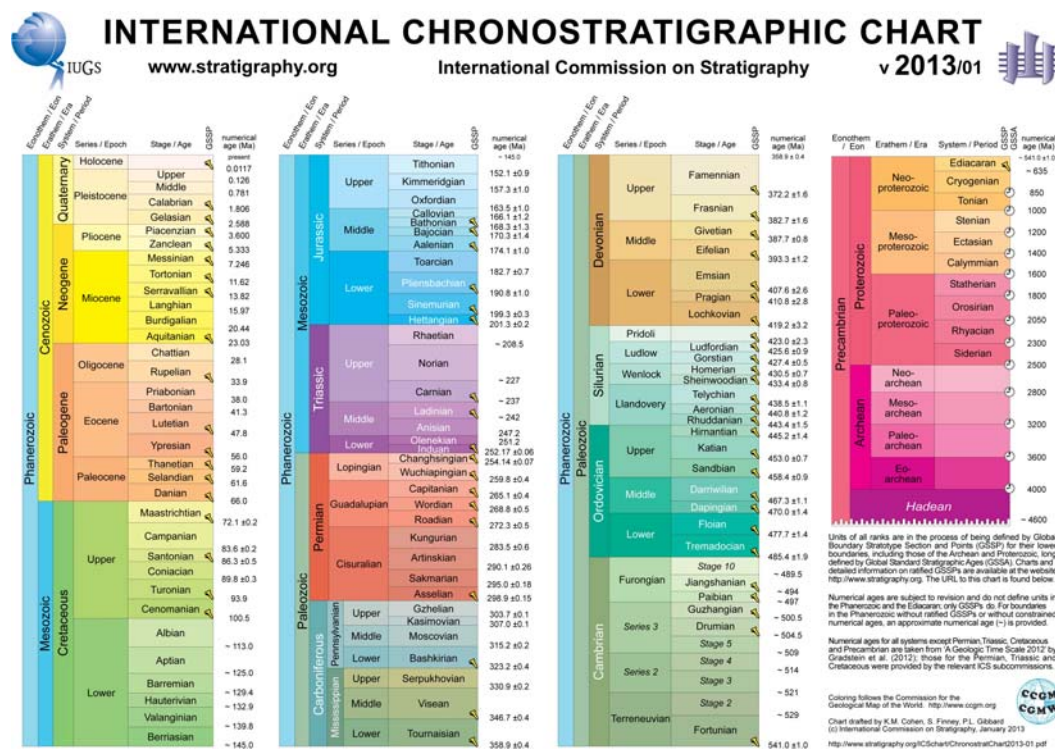 INTERNATIONAL CHRONOSTRATIGRAPHIC CHART
IUGS
www.stratigraphy.org International Commission on Stratigraphy v 2013/01
Eonothem / Eon Erathem / Era System / Period
Series / Epoch Stage / Age GSSP numerical age (Ma)
Phanerozoic
Cenozoic
Quaternary
present
Holocene
0.0117
Pleistocene
Upper
0.126
Middle
0.781
Calabrian
1.806
Gelasian
2.588
Neogene
Pliocene
Piacenzian
3.600
Zanclean
5.333
Miocene
Messinian
7.246
Tortonian
11.62
Serravallian
13.82
Langhian
15.97
Burdigalian
20.44
Aquitanian
23.03
Paleogene
Oligocene
Chattian
28.1
Rupelian
33.9
Eocene
Priabonian
38.0
Bartonian
41.3
Lutetian
47.8
Ypresian
56.0
Paleocene
Thanetian
59.2
Selandian
61.6
Danian
66.0
Mesozoic
Cretaceous
Upper
Maastrichtian
72.1 ±0.2
Campanian
83.6 ±0.2
Santonian
86.3 ±0.5
Coniacian
89.8 ±0.3
Turonian
93.9
Cenomanian
100.5
Lower
Albian
~ 113.0
Aptian
~ 125.0
Barremian
~ 129.4
Hauterivian
~ 132.9
Valanginian
~ 139.8
Berriasian
~ 145.0
Eonothem / Eon Erathem / Era System / Period
Series / Epoch Stage / Age GSSP numerical age (Ma)
Phanerozoic
Mesozoic
Jurassic
~ 145.0
Upper
Tithonian
152.1 ±0.9
Kimmeridgian
157.3 ±1.0
Oxfordian
163.5 ±1.0
Middle
Callovian
166.1 ±1.2
Bathonian
168.3 ±1.3
Bajocian
170.3 ±1.4
Aalenian
174.1 ±1.0
Lower
Toarcian
182.7 ±0.7
Pliensbachian
190.8 ±1.0
Sinemurian
199.3 ±0.3
Hettangian
201.3 ±0.2
Triassic
Upper
Rhaetian
~ 208.5
Norian
~ 227
Carnian
~ 237
Middle
Ladinian
~ 242
Anisian
247.2
Lower
Olenekian
251.2
Induan
252.17 ±0.06
Paleozoic
Permian
Lopingian
Changhsingian
254.14 ±0.07
Wuchiapingian
259.8 ±0.4
Guadalupian
Capitanian
265.1 ±0.4
Wordian
268.8 ±0.5
Roadian
272.3 ±0.5
Cisuralian
Kungurian
283.5 ±0.6
Artinskian
290.1 ±0.26
Sakmarian
295.0 ±0.18
Asselian
298.9 ±0.15
Carboniferous
Pennsylvanian
Upper
Gzhelian
303.7 ±0.1
Kasimovian
307.0 ±0.1
Middle
Moscovian
315.2 ±0.2
Lower
Bashkirian
323.2 ±0.4
Mississippian
Upper
Serpukhovian
330.9 ±0.2
Middle
Visean
346.7 ±0.4
Lower
Tournaisian
358.9 ±0.4
Eonothem / Eon Erathem / Era System / Period
Series / Epoch Stage / Age GSSP numerical age (Ma)
Phanerozoic
Paleozoic
Devonian
358.9 ± 0.4
Upper
Famennian
372.2 ±1.6
Frasnian
382.7 ±1.6
Middle
Givetian
387.7 ±0.8
Eifelian
393.3 ±1.2
Lower
Emsian
407.6 ±2.6
Pragian
410.8 ±2.8
Lochkovian
419.2 ±3.2
Silurian
Pridoli
423.0 ±2.3
Ludlow
Ludfordian
425.6 ±0.9
Gorstian
427.4 ±0.5
Wenlock
Homerian
430.5 ±0.7
Sheinwoodian
433.4 ±0.8
Llandovery
Telychian
438.5 ±1.1
Aeronian
440.8 ±1.2
Rhuddanian
443.4 ±1.5
Ordovician
Upper
Hirnantian
445.2 ±1.4
Katian
453.0 ±0.7
Sandbian
458.4 ±0.9
Middle
Darriwilian
467.3 ±1.1
Dapingian
470.0 ±1.4
Lower
Floian
477.7 ±1.4
Tremadocian
485.4 ±1.9
Cambrian
Furongian
Stage 10
~ 489.5
Jiangshanian
~ 494
Paibian
~ 497
Series 3
Guzhangian
~ 500.5
Drumian
~ 504.5
Stage 5
~ 509
Series 2
Stage 4
~ 514
Stage 3
~ 521
Terreneuvian
Stage 2
~ 529
Fortunian
541.0 ±1.0
Eonothem / Eon Erathem / Era System / Period GSSP GSSA numerical age (Ma)
Precambrian
Proterozoic
~ 541.0 ±1.0
Neo-
proterozoic
Ediacaran
~ 635
Cryogenian
850
Tonian
1000
Meso-
proterozoic
Stenian
1200
Ectasian
1400
Calymmian
1600
Paleo-
proterozoic
Statherian
1800
Orosirian
2050
Rhyacian
2300
Siderian
2500
Archean
Neo-
archean
2800
Meso-
archean
3200
Paleo-
archean
3600
Eo-
archean
4000
Hadean
~ 4600
Units of all ranks are in the process of being defined by Global
Boundary Stratotype Section and Points (GSSP) for their lower
boundaries, including those of the Archean and Proterozoic, long
defined by Global Standard Stratigraphic Ages (GSSA). Charts and
detailed information on ratified GSSPs are available at the website
http://www.stratigraphy.org. The URL to this chart is found below.
Numerical ages are subject to revision and do not define units in
the Phanerozoic and the Ediacaran; only GSSPs do. For boundaries
in the Phanerozoic without ratified GSSPs or without constrained
numerical ages, an approximate numerical age (~) is provided.
Numerical ages for all systems except Permian,Triassic, Cretaceous
and Precambrian are taken from 'A Geologic Time Scale 2012' by
Gradstein et al. (2012); those for the Permian, Triassic and
Cretaceous were provided by the relevant ICS subcommissions.
Coloring follows the Commission for the
Geological Map of the World. http://www.ccgm.org
CCGM
CGMW
Chart drafted by K.M. Cohen, S. Finney, P.L. Gibbard
(c) International Commission on Stratigraphy, January 2013
http://www.stratigraphy.org/ICSchart/ChronostratChart2013-01.pdf